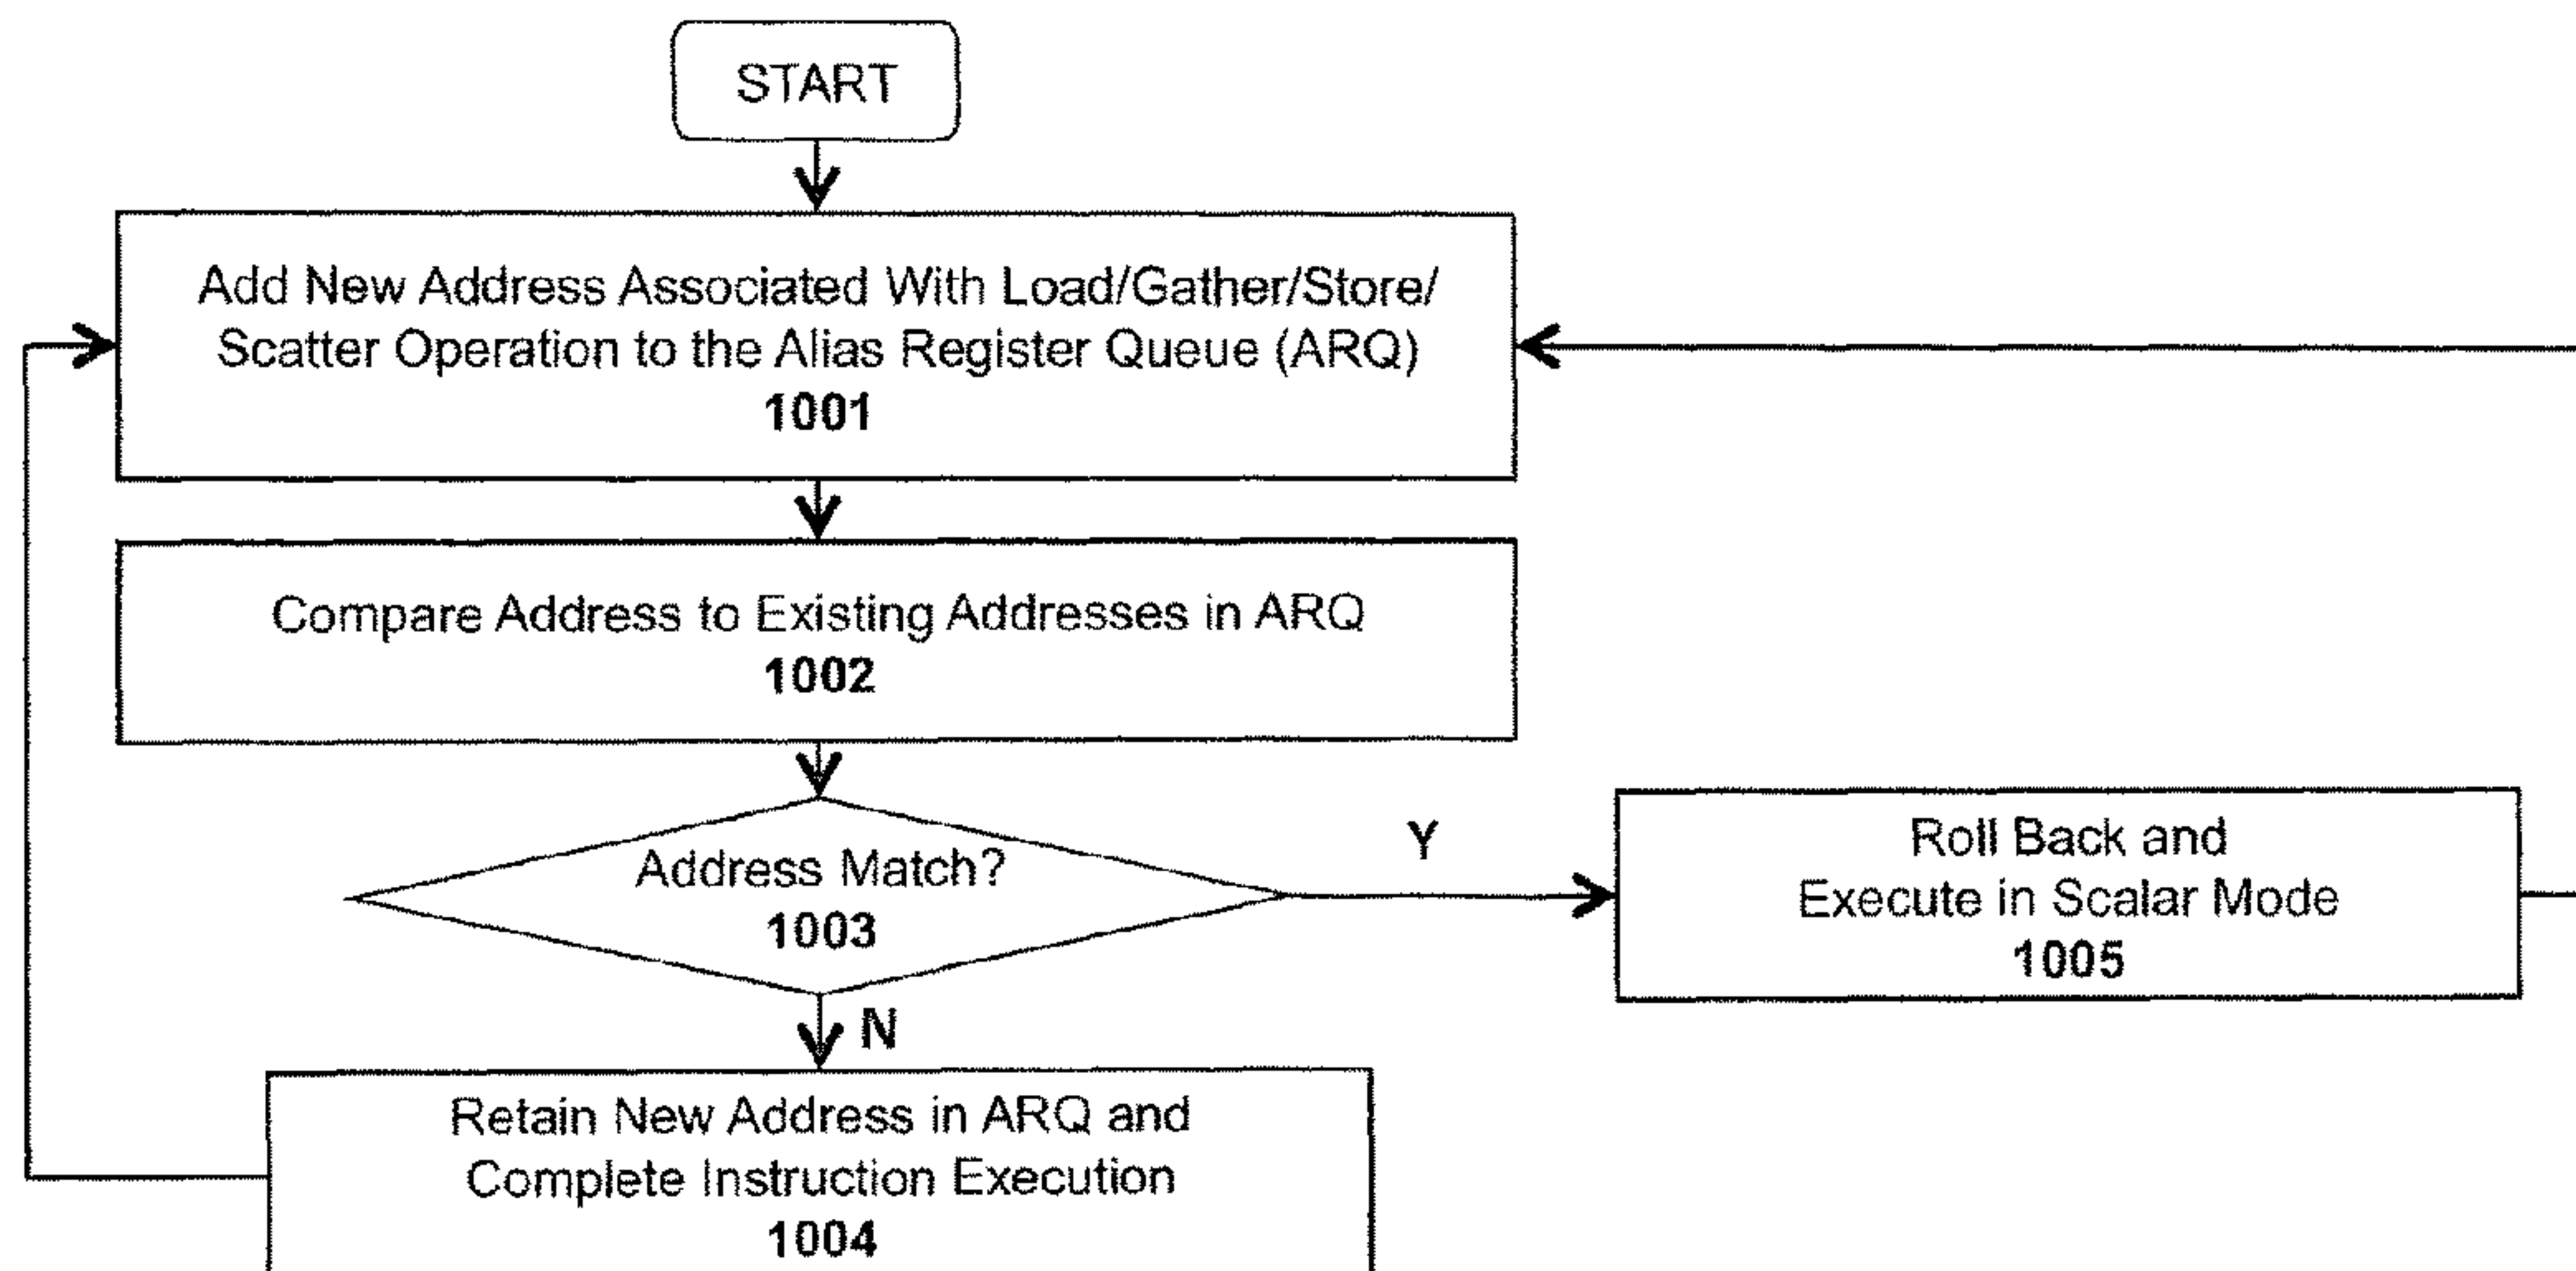 START
Add New Address Associated With Load/Gather/Store/
Scatter Operation to the Alias Register Queue (ARQ)
1001
Compare Address to Existing Addresses in ARQ
1002
Address Match?
1003
Y
Roll Back and
Execute in Scalar Mode
1005
N
Retain New Address in ARQ and
Complete Instruction Execution
1004